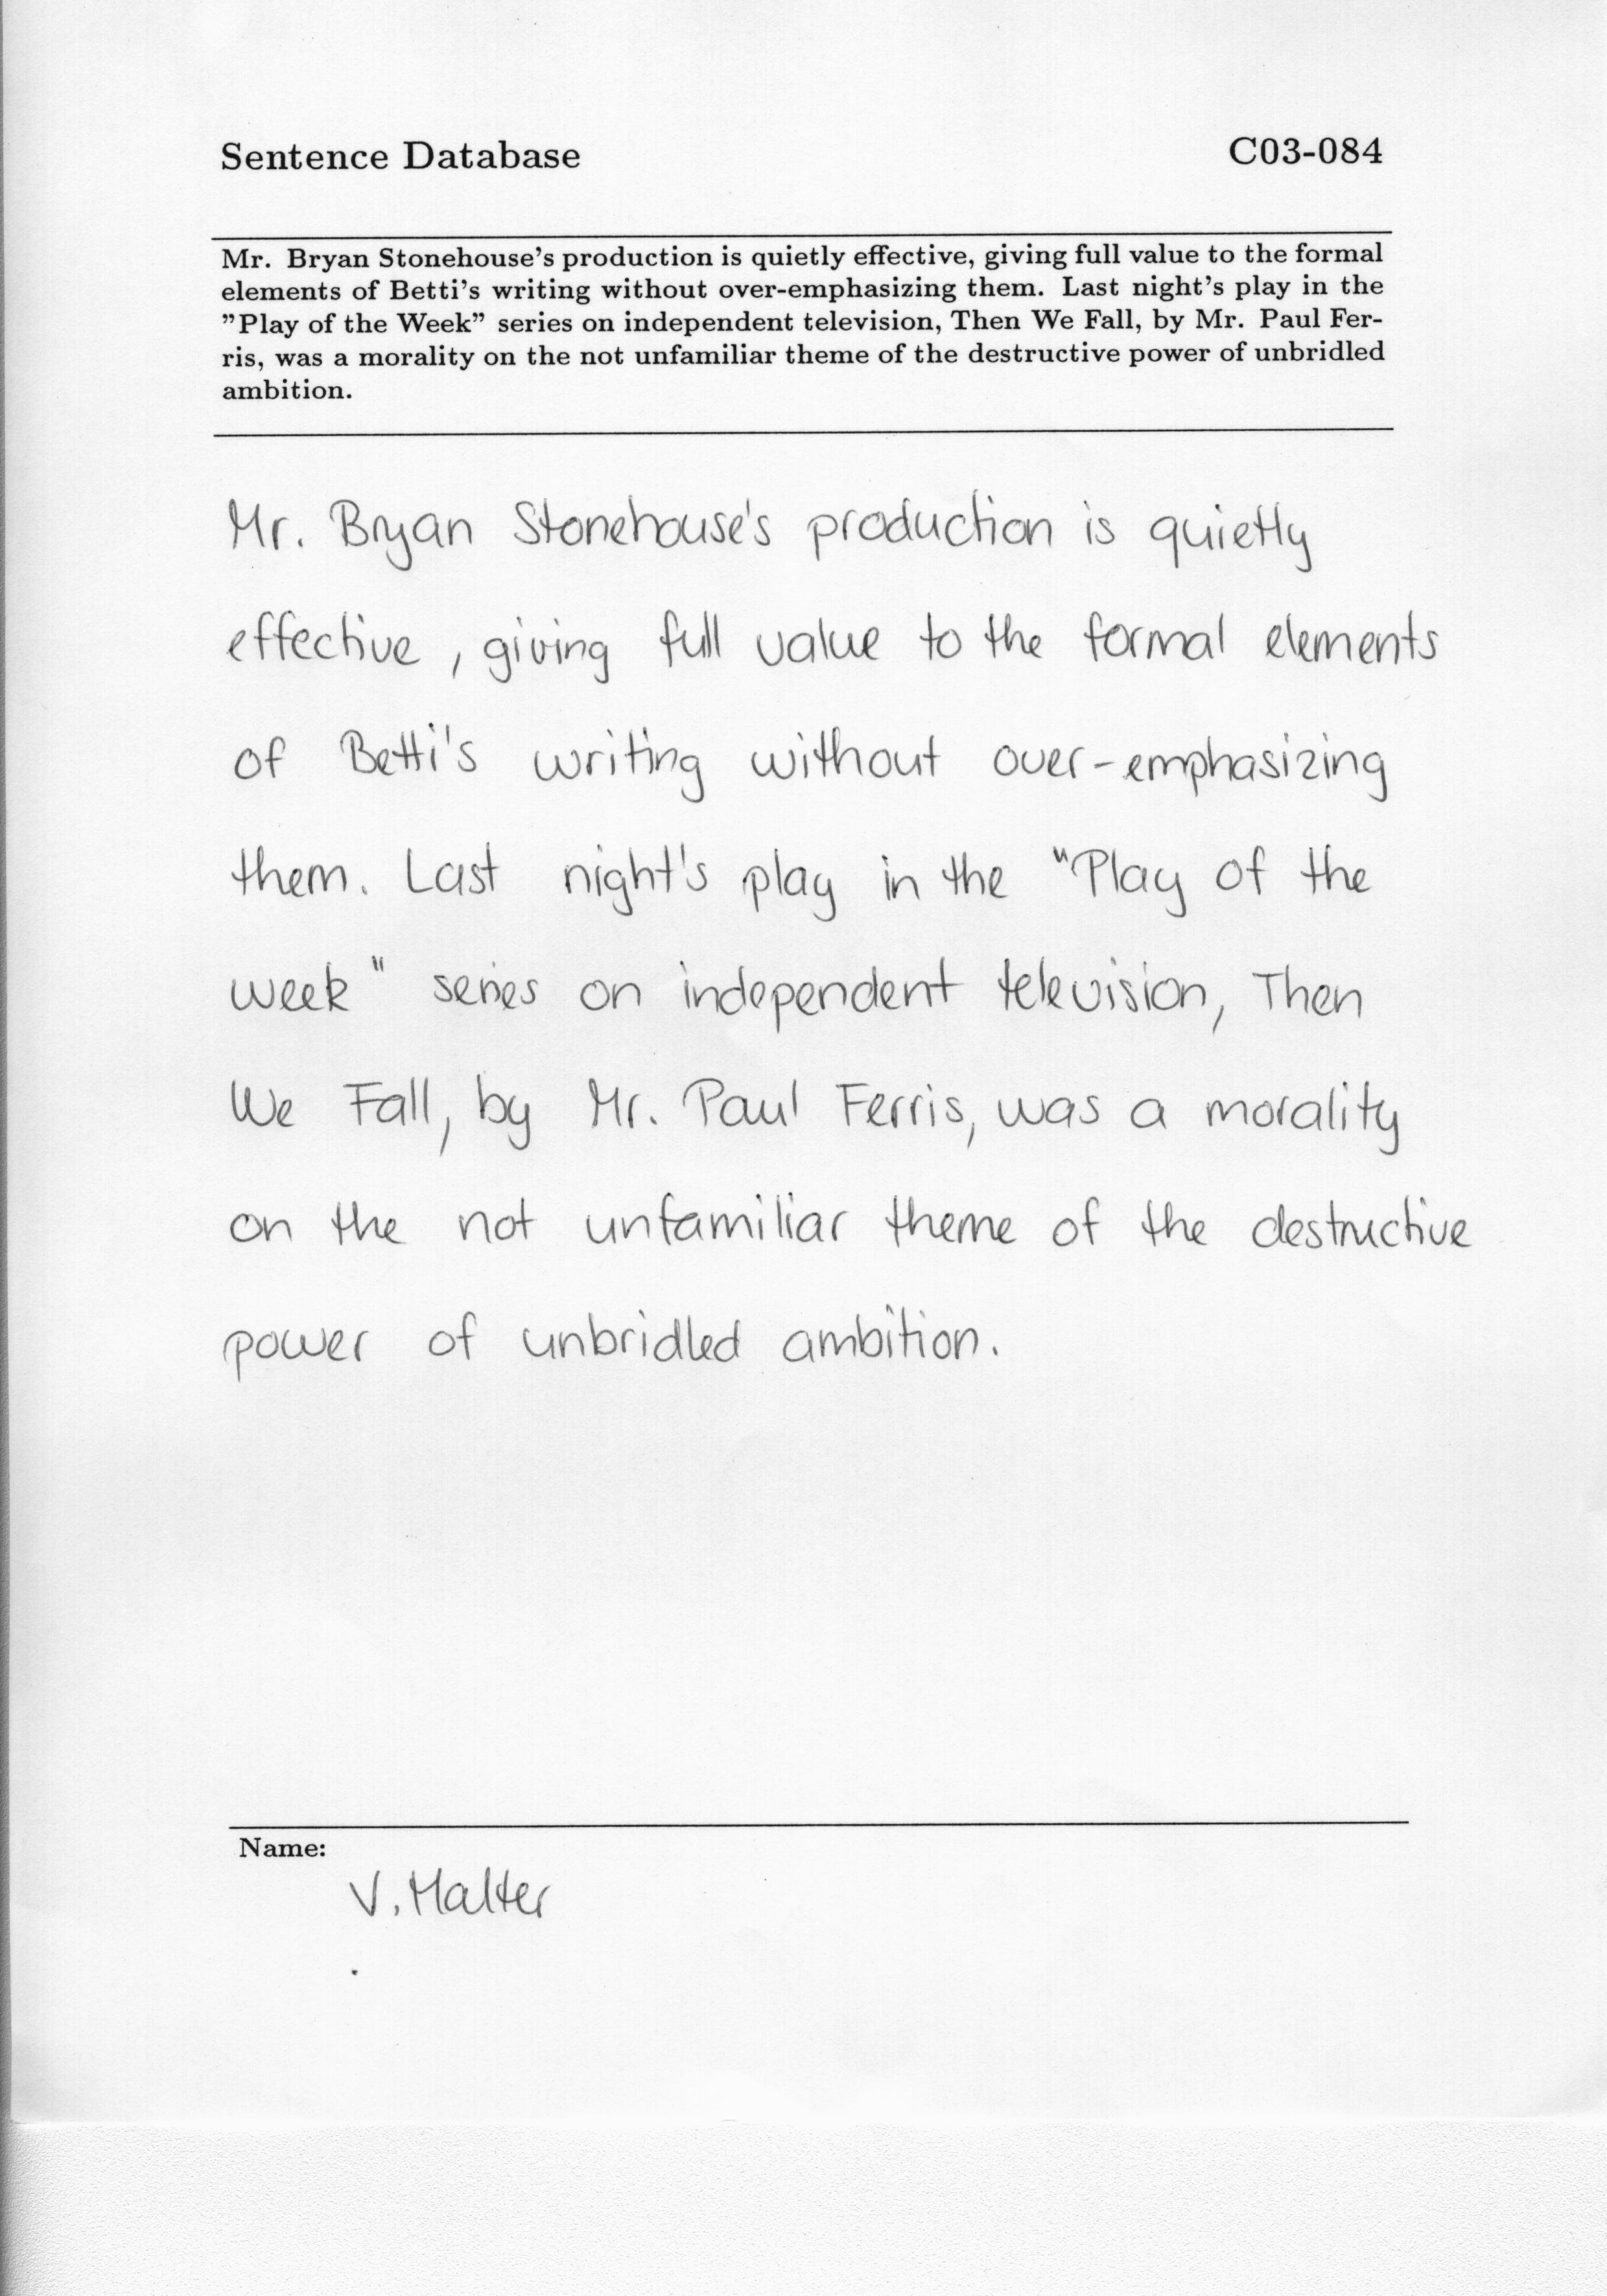 Sentence Database C03-084
Mr. Bryan Stonehouse's production is quietly effective, giving full value to the formal
elements of Betti's writing without over-emphasizing them. Last night's play in the
"Play of the Week" series on independent television, Then We Fall, by Mr. Paul Fer-
ris, was a morality on the not unfamiliar theme of the destructive power of unbridled
ambition.
Mr. Bryan Stonehouse's production is quietly
effective, giving full value to the formal elements
of Betti's writing without over-emphasizing
them. Last night's play in the "Play of the
week" series on independent television, Then
We Fall, by Mr. Paul Ferris, was a morality
on the not unfamiliar theme of the destructive
power of unbridled ambition.
Name:
V. Malter